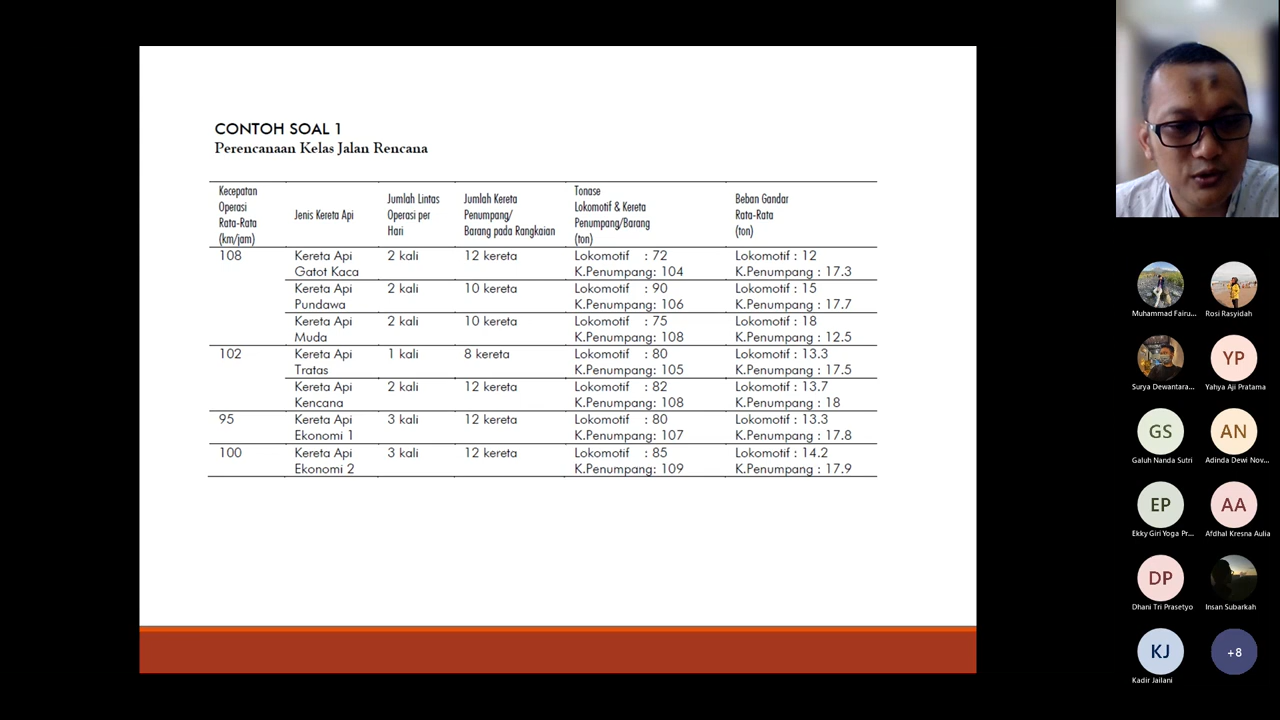 CONTOH SOAL 1
Perencanaan Kelas Jalan Rencana
Kecepatan Operasi Rata-Rata (km/jam) Jenis Kereta Api Jumlah Lintas Operasi per Hari Jumlah Kereta Penumpang/ Barang pada Rangkaian Tonase Lokomotif & Kereta Penumpang/Barang (ton) Beban Gandar Rata-Rata (ton)
108 Kereta Api 2 kali 12 kereta Lokomotif : 72 Lokomotif : 12
Gatot Kaca K.Penumpang: 104 K.Penumpang : 17.3
Kereta Api 2 kali 10 kereta Lokomotif : 90 Lokomotif : 15
Pundawa K.Penumpang: 106 K.Penumpang : 17.7
Kereta Api 2 kali 10 kereta Lokomotif : 75 Lokomotif : 18
Muda K.Penumpang: 108 K.Penumpang : 12.5
102 Kereta Api 1 kali 8 kereta Lokomotif : 80 Lokomotif : 13.3
Tratas K.Penumpang: 105 K.Penumpang : 17.5
Kereta Api 2 kali 12 kereta Lokomotif : 82 Lokomotif : 13.7
Kencana K.Penumpang: 108 K.Penumpang : 18
95 Kereta Api 3 kali 12 kereta Lokomotif : 80 Lokomotif : 13.3
Ekonomi 1 K.Penumpang: 107 K.Penumpang : 17.8
100 Kereta Api 3 kali 12 kereta Lokomotif : 85 Lokomotif : 14.2
Ekonomi 2 K.Penumpang: 109 K.Penumpang : 17.9
Muhammad Fairu... Rosi Rasyidah
YP
Surya Dewantara... Yahya Aji Pratama
GS AN
Galuh Nanda Sutri Adinda Dewi Nov...
EP AA
Ekky Giri Yoga Pr... Afdhal Kresna Aulia
DP
Dhani Tri Prasetyo Insan Subarkah
KJ +8
Kadir Jailani